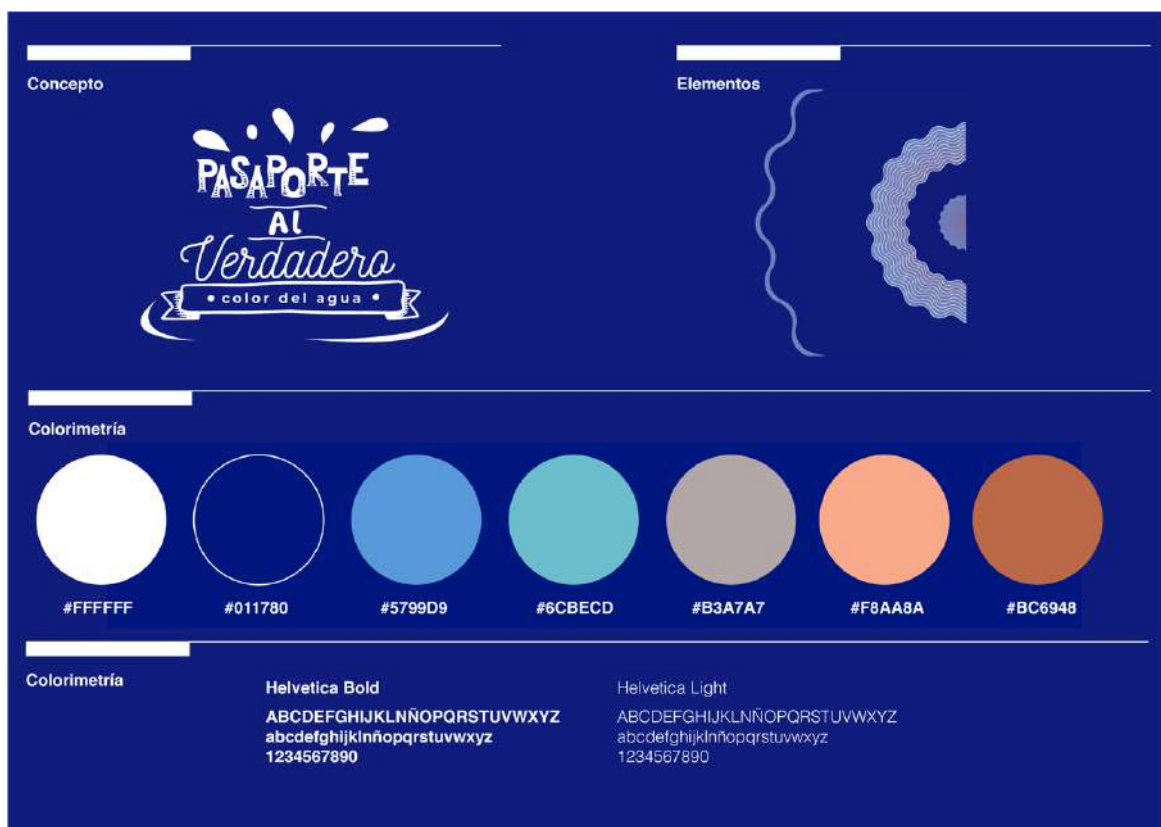 Concepto
PASAPORTE
Al
Verdadero
• color del agua •
Elementos
Colorimetría
#FFFFFF
#011780
#5799D9
#6CBECD
#B3A7A7
#F8AA8A
#BC6948
Colorimetría
Helvetica Bold
ABCDEFGHIJKLNÑOPQRSTUVWXYZ
abcdefghijklnñopqrstuvwxyz
1234567890
Helvetica Light
ABCDEFGHIJKLNÑOPQRSTUVWXYZ
abcdefghijklnñopqrstuvwxyz
1234567890